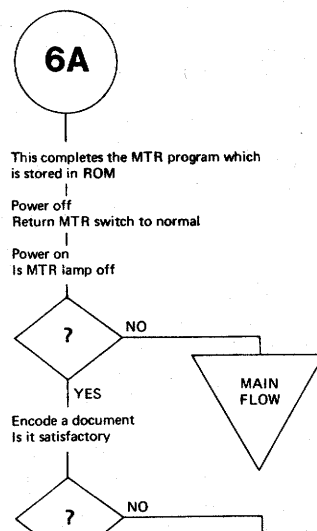 6A
This completes the MTR program which
is stored in ROM
Power off
Return MTR switch to normal
Power on
Is MTR lamp off
?
NO
MAIN
FLOW
YES
Encode a document
Is it satisfactory
?
NO